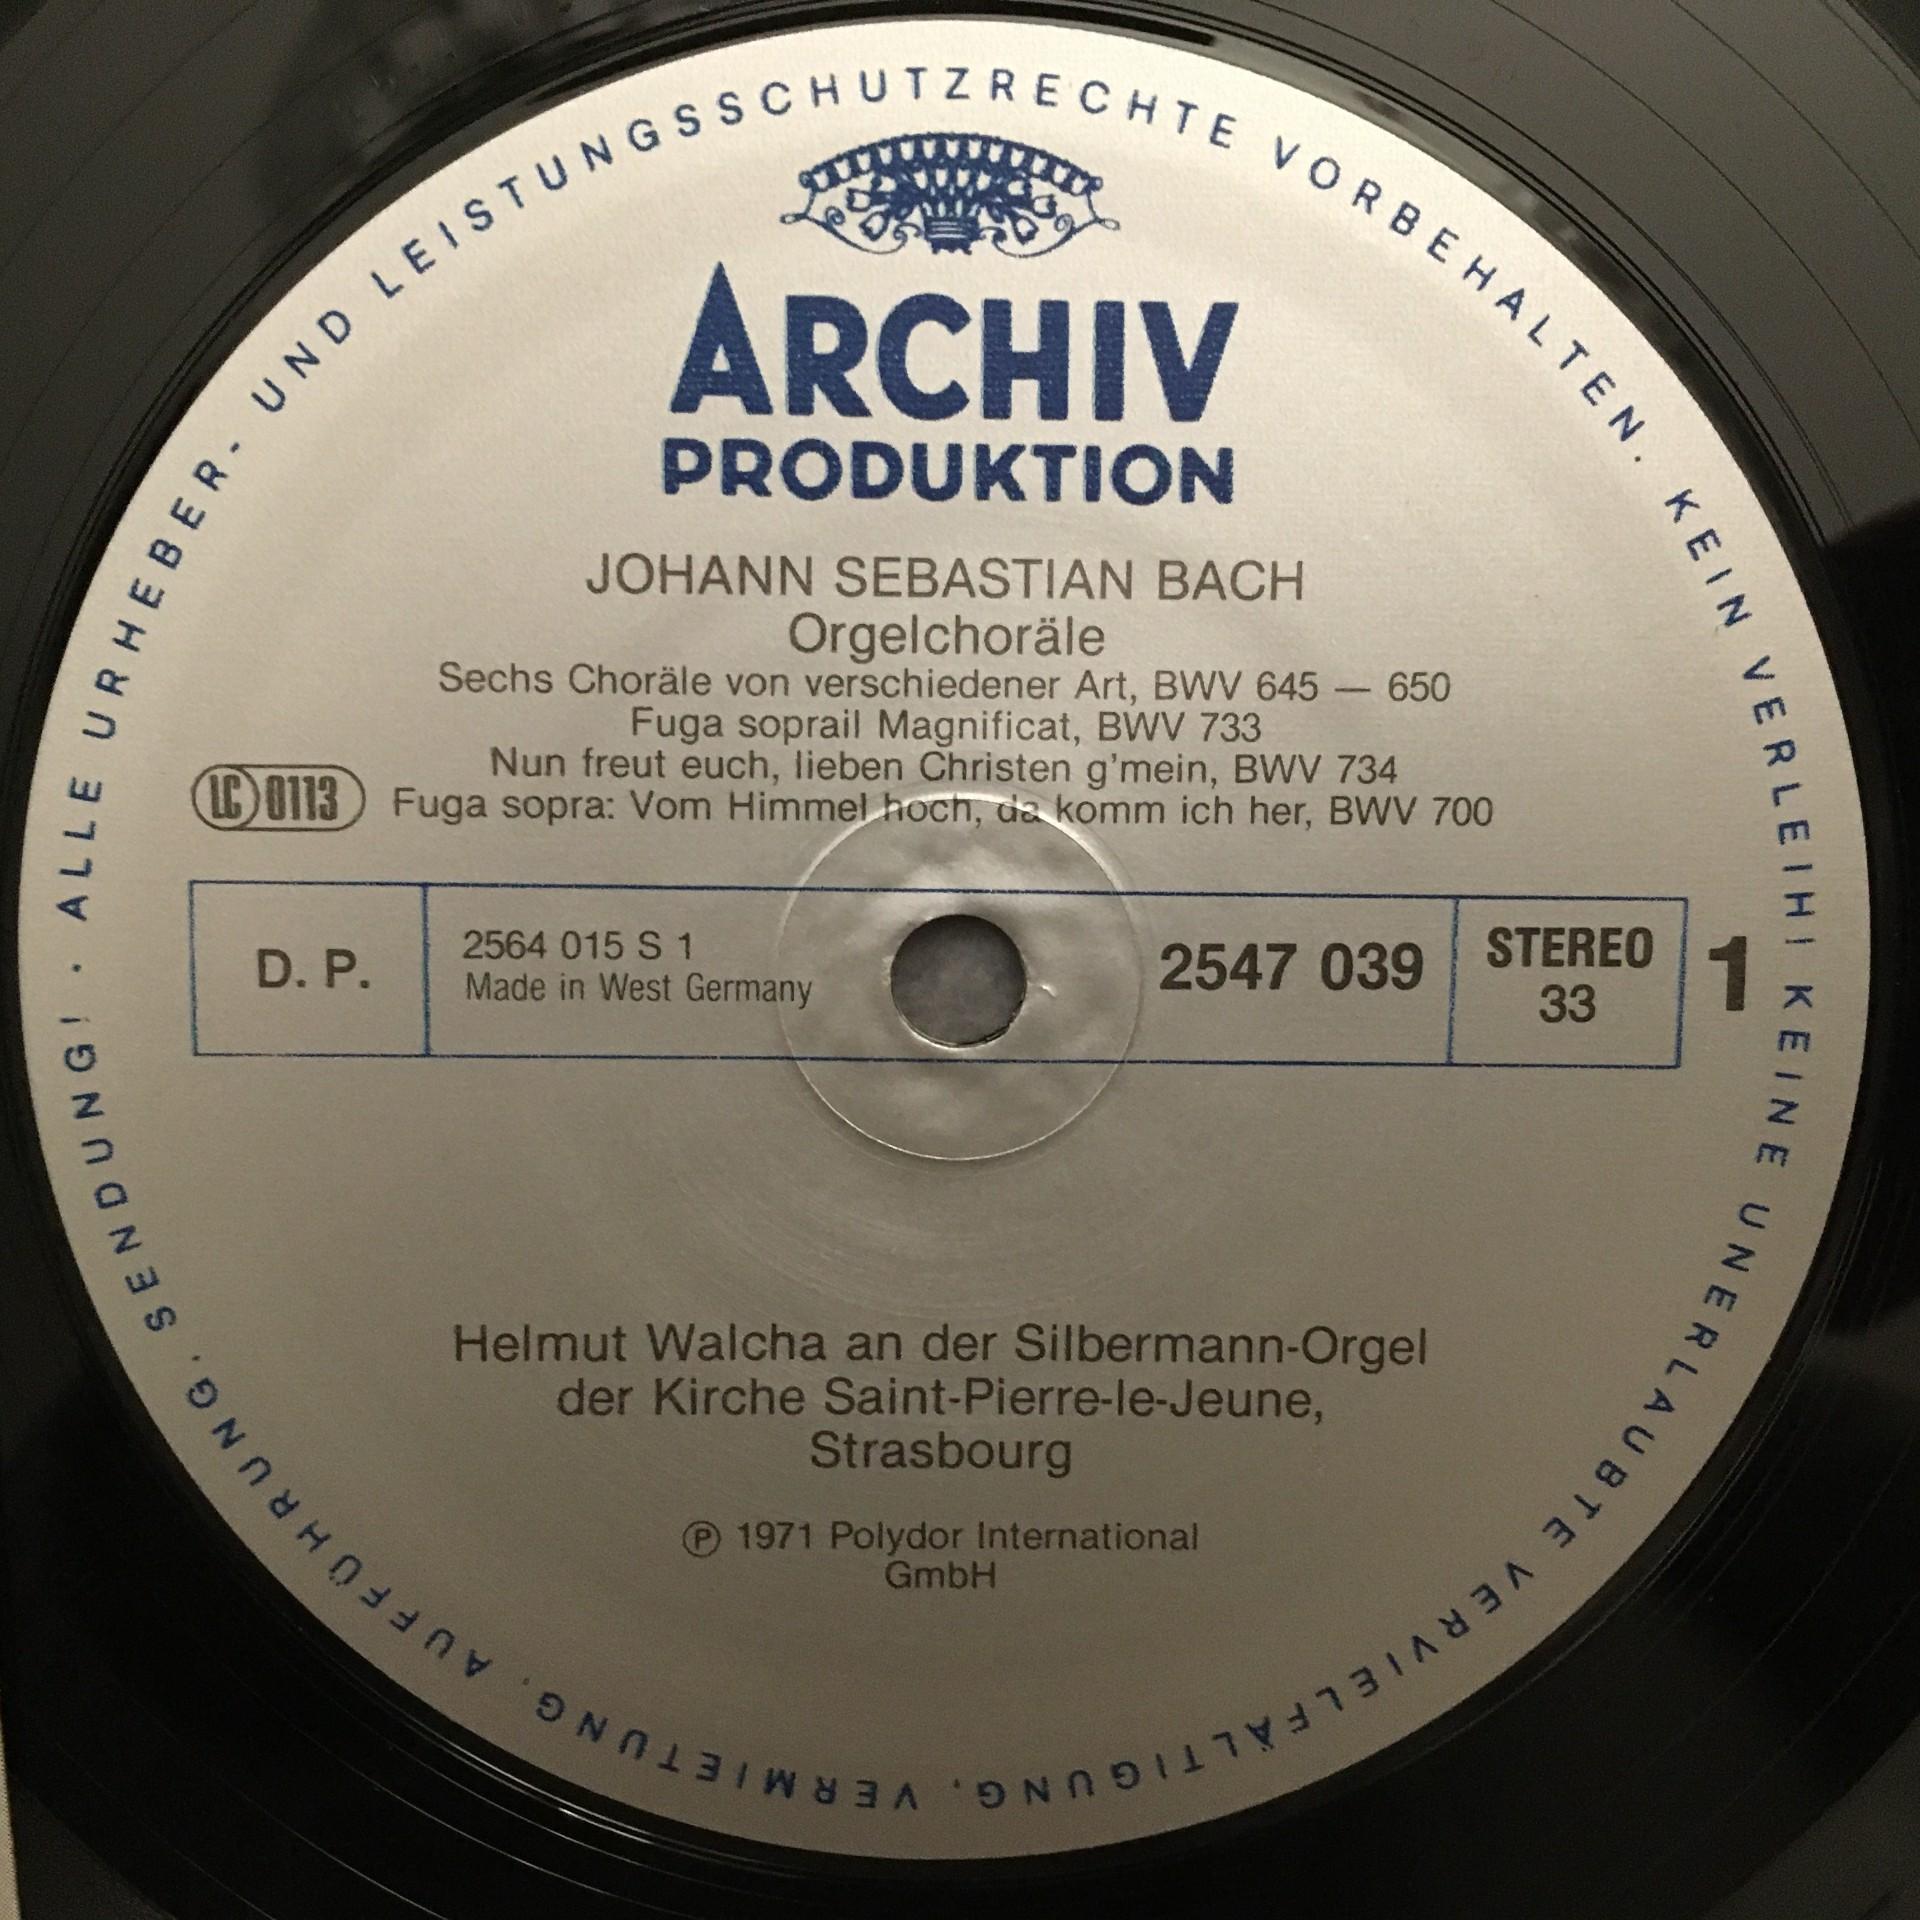 ALLE URHEBER- UND LEISTUNGSSCHUTZRECHTE VORBEHALTEN. KEIN VERLEIH! KEINE UNERLAUBTE VERVIELFÄLTIGUNG, VERMIETUNG, AUFFÜHRUNG, SENDUNG! ·
ARCHIV
PRODUKTION
JOHANN SEBASTIAN BACH
Orgelchoräle
Sechs Choräle von verschiedener Art, BWV 645 — 650
Fuga soprail Magnificat, BWV 733
Nun freut euch, lieben Christen g'mein, BWV 734
LC 0113
Fuga sopra: Vom Himmel hoch, da komm ich her, BWV 700
D. P.
2564 015 S 1
Made in West Germany
2547 039
STEREO
33
1
Helmut Walcha an der Silbermann-Orgel
der Kirche Saint-Pierre-le-Jeune,
Strasbourg
Ⓟ 1971 Polydor International
GmbH